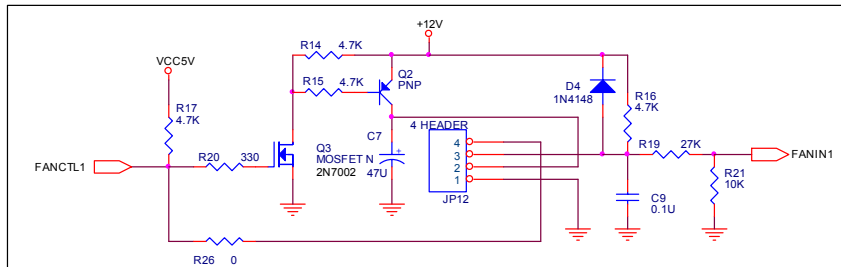 +12V
R14 4.7K
VCC5V
R15 4.7K
Q2
PNP
D4
1N4148
R16
4.7K
R17
4.7K
4 HEADER
C7
R19 27K
FANCTL1
R20 330
Q3
MOSFET N
2N7002
47U
4
3
2
1
FANIN1
R21
10K
JP12
C9
0.1U
R26 0
+